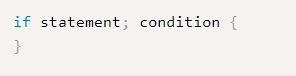 if statement; condition {
}